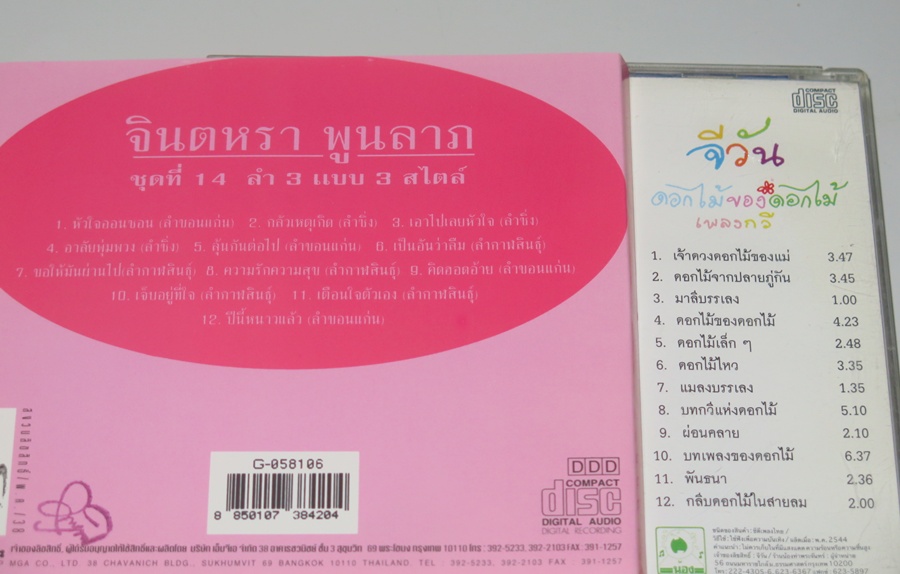 จินตหรา พูนลาภ
ชุดที่ 14 ลำ 3 แบบ 3 สไตล์
1. หัวใจออนซอน (ลำขอนแก่น) 2. กลัวเพฤเกิด (ลำซิ่ง) 3. เอาไปเลยหัวใจ (ลำซิ่ง)
4. อาลัยพุ่มพวง (ลำซิ่ง) 5. ลุ้นกันต่อไป (ลำขอนแก่น) 6. เป็นอันว่าลืม (ลำกาฬสินธุ์)
7. ขอให้มันผ่านไป (ลำกาฬสินธุ์) 8. ความรักความสุข (ลำกาฬสินธุ์) 9. คิดฮอดอ้าย (ลำขอนแก่น)
10. เจ็บอยู่ที่ใจ (ลำกาฬสินธุ์) 11. เตือนใจตัวเอง (ลำกาฬสินธุ์)
12. ปีนี้หนาวแล้ว (ลำขอนแก่น)
G-058106
8 850107 384204
DDD
COMPACT
disc
DIGITAL AUDIO
DIGITAL RECORDING
391-1257
MGA CO., LTD 38 CHAVANICH BLDG., SUKHUMVIT 69 BANGKOK 10110 THAILAND, TEL: 392-5233, 392-2103 FAX: 391-1257
COMPACT
disc
DIGITAL AUDIO
จีวัน
ดอกไม้ของดอกไม้
เพลงกวี
1. เจ้าดวงดอกไม้ของแม่ 3.47
2. ดอกไม้จากปลายภู่กัน 3.45
3. มาลืบรรเลง 1.00
4. ดอกไม้ของดอกไม้ 4.23
5. ดอกไม้เล็ก ๆ 2.48
6. ดอกไม้ไหว 3.35
7. แมลงบรรเลง 1.35
8. บทกวีแห่งดอกไม้ 5.10
9. ผ่อนคลาย 2.10
10. บทเพลงของดอกไม้ 6.37
11. พันธนา 2.36
12. กลีบดอกไม้ในสายลม 2.00
น้อง